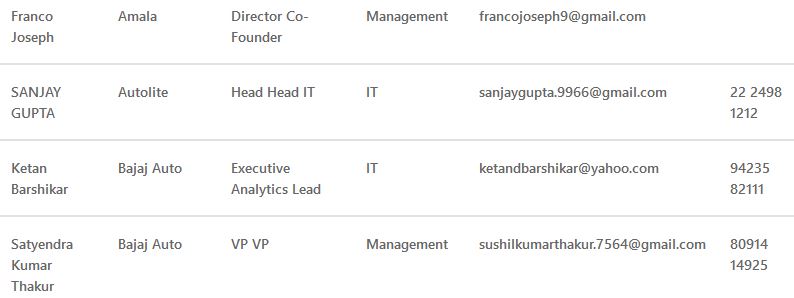 Franco Amala Director Co- Management francojoseph9@gmail.com
Joseph Founder
SANJAY Autolite Head Head IT IT sanjaygupta.9966@gmail.com 22 2498
GUPTA 1212
Ketan Bajaj Auto Executive IT ketandbarshikar@yahoo.com 94235
Barshikar Analytics Lead 82111
Satyendra Bajaj Auto VP VP Management sushilkumarthakur.7564@gmail.com 80914
Kumar 14925
Thakur